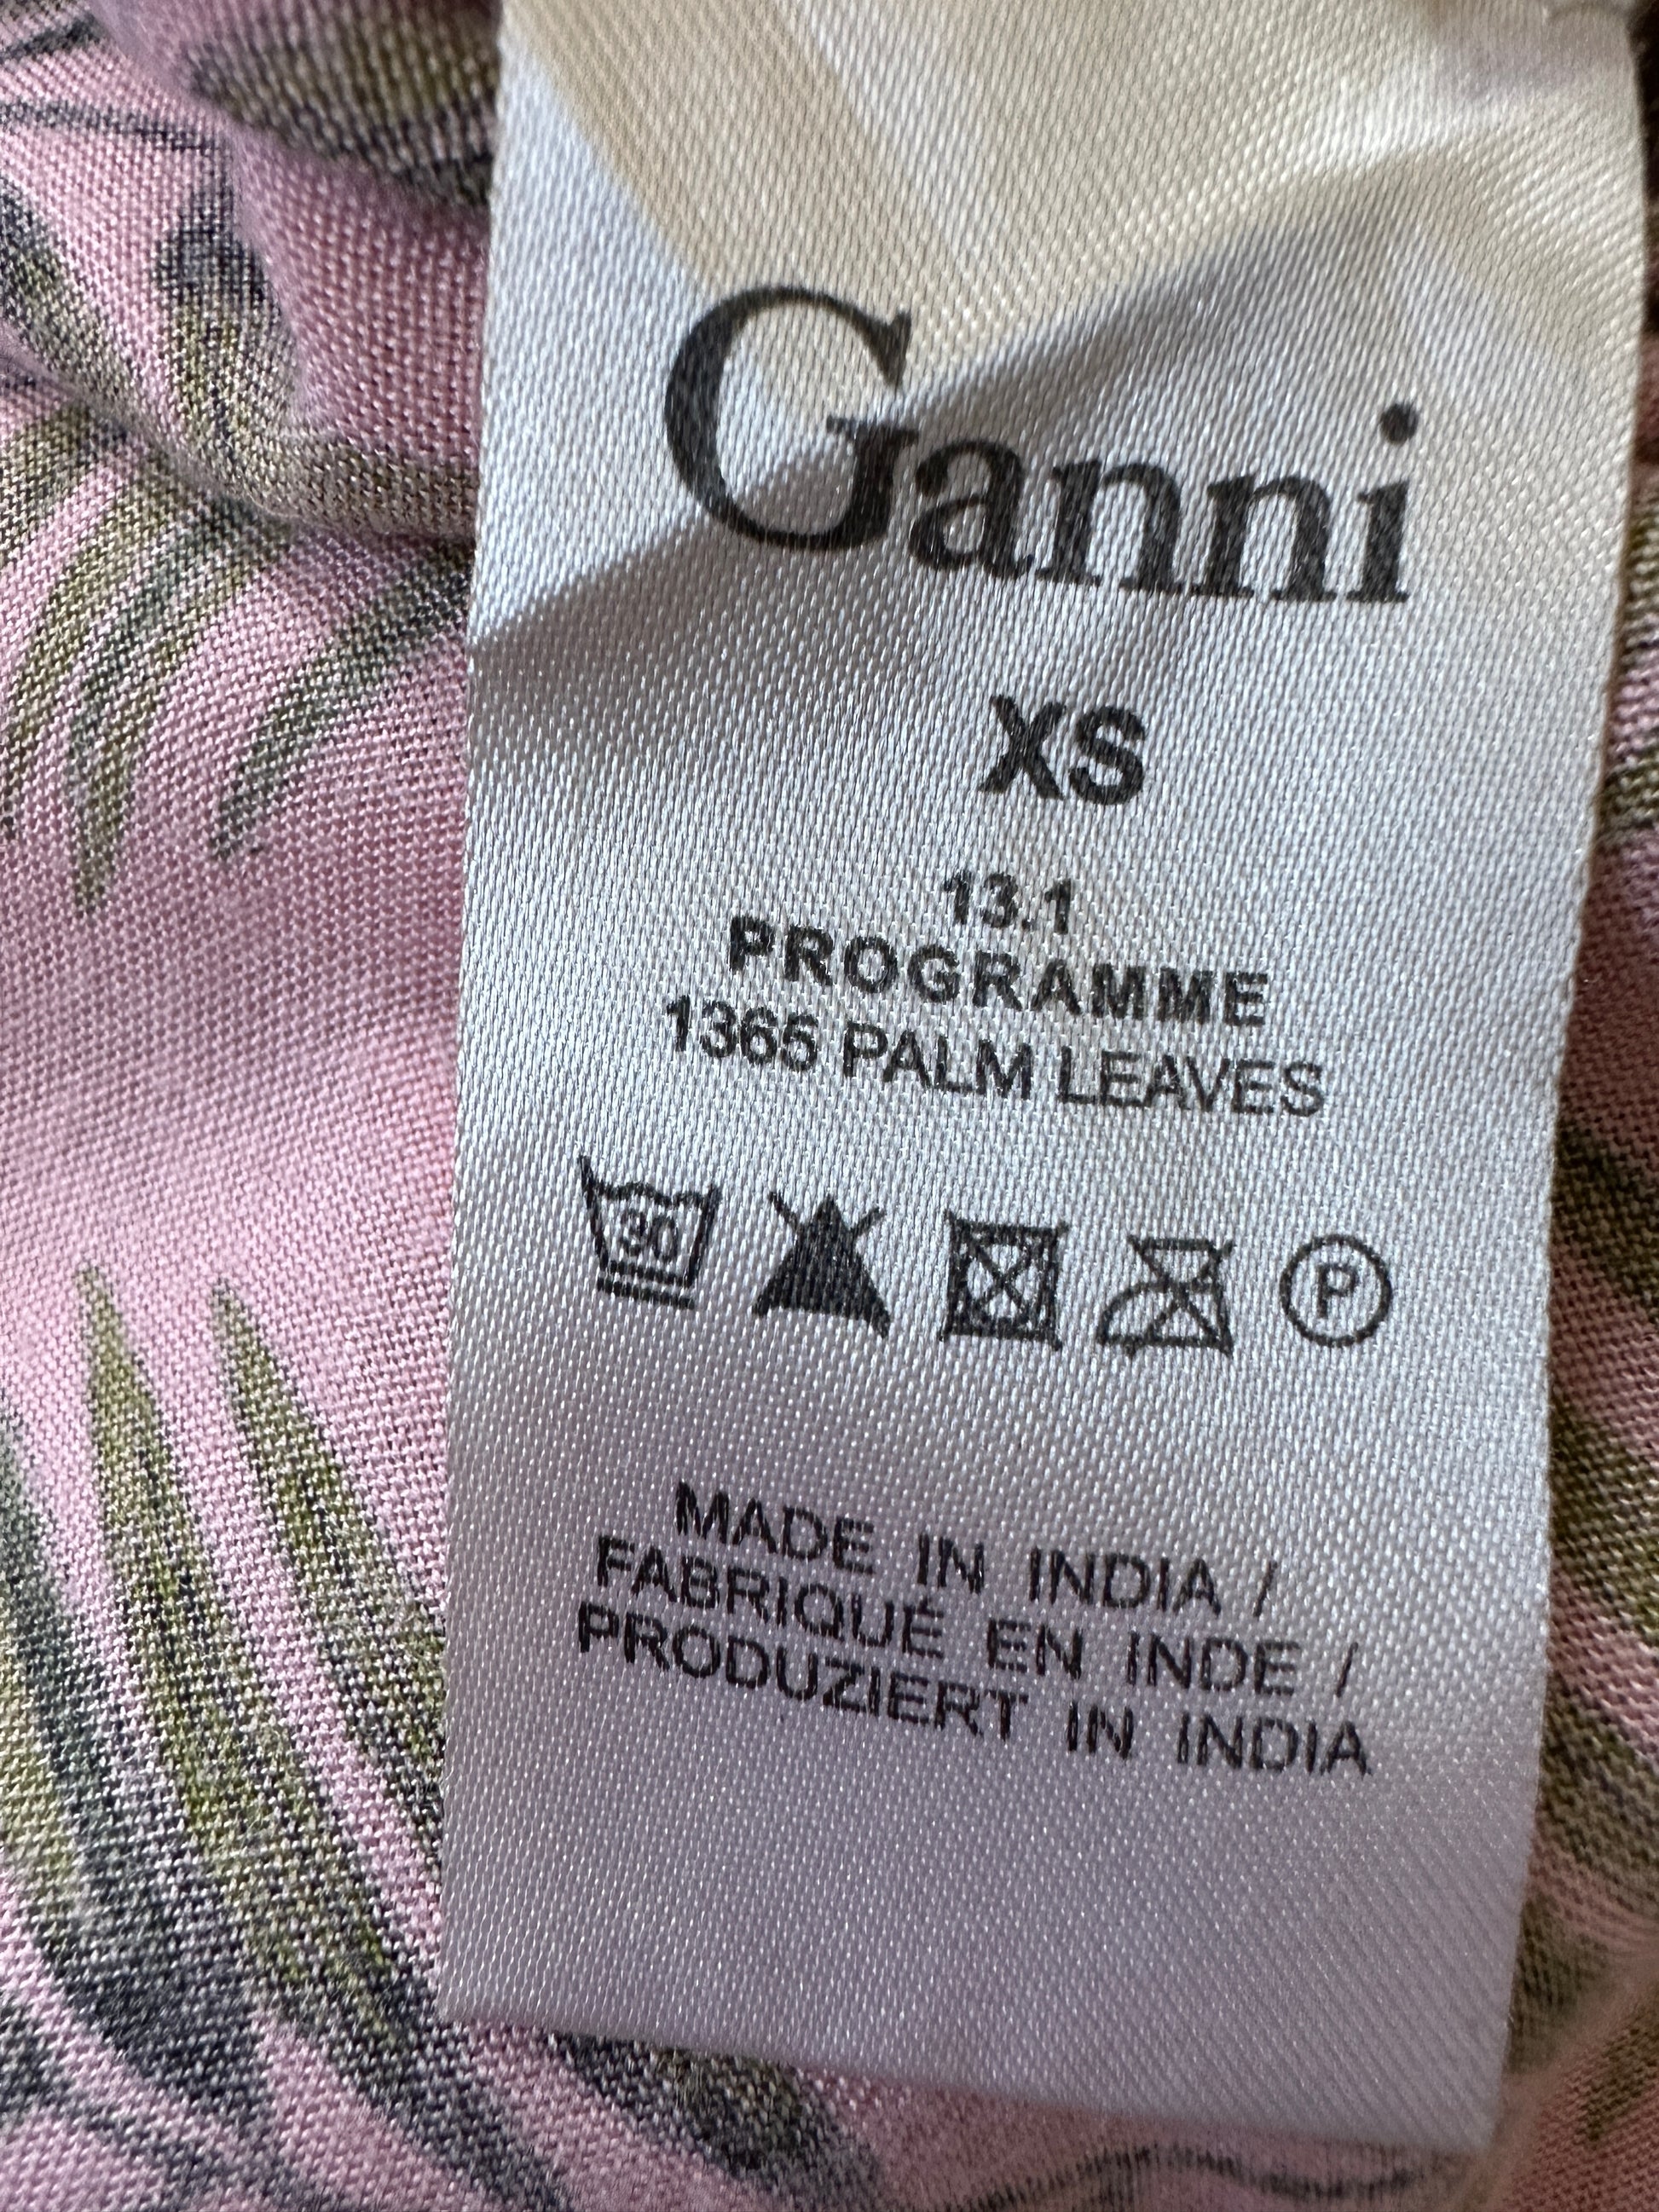 Ganni
XS
13.1
PROGRAMME
1365 PALM LEAVES
30
P
MADE IN INDIA /
FABRIQUÉ EN INDE /
PRODUZIERT IN INDIA